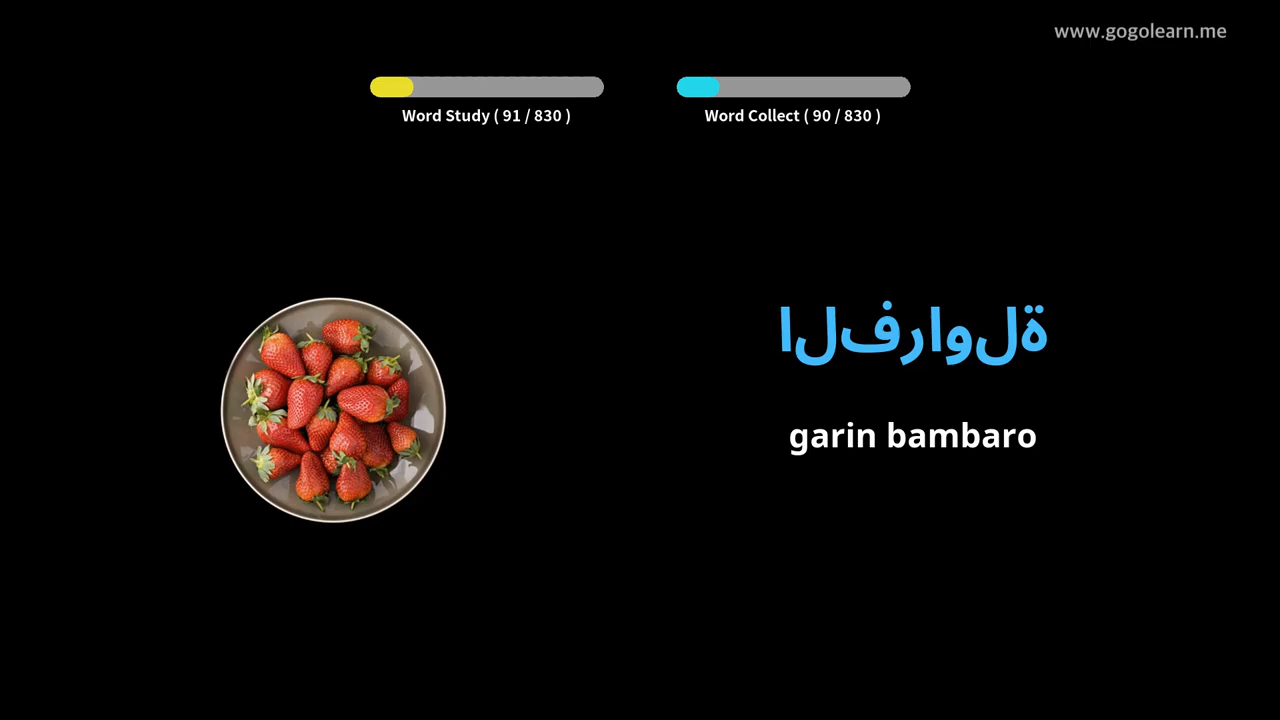 www.gogolearn.me
Word Study ( 91 / 830 )
Word Collect ( 90 / 830 )
الفراولة
garin bambaro